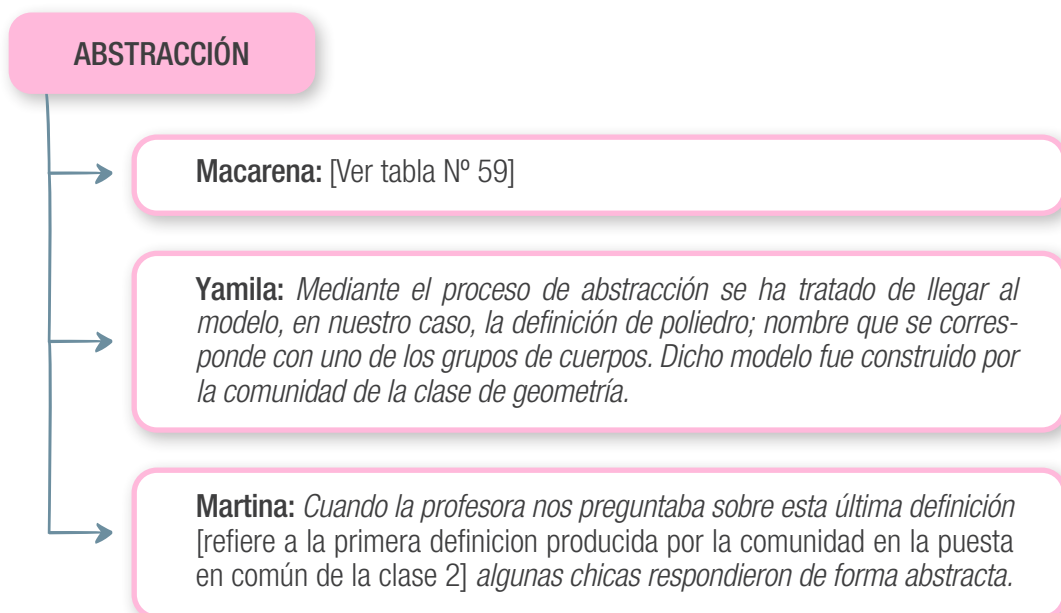 ABSTRACCIÓN
Macarena: [Ver tabla Nº 59]
Yamila: Mediante el proceso de abstracción se ha tratado de llegar al
modelo, en nuestro caso, la definición de poliedro; nombre que se corres-
ponde con uno de los grupos de cuerpos. Dicho modelo fue construido por
la comunidad de la clase de geometría.
Martina: Cuando la profesora nos preguntaba sobre esta última definición
[refiere a la primera definicion producida por la comunidad en la puesta
en común de la clase 2] algunas chicas respondieron de forma abstracta.